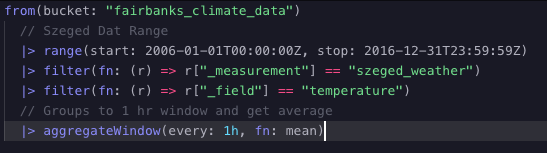 from(bucket: "fairbanks_climate_data")
// Szeged Dat Range
|> range(start: 2006-01-01T00:00:00Z, stop: 2016-12-31T23:59:59Z)
|> filter(fn: (r) => r["_measurement"] == "szeged_weather")
|> filter(fn: (r) => r["_field"] == "temperature")
// Groups to 1 hr window and get average
|> aggregateWindow(every: 1h, fn: mean)